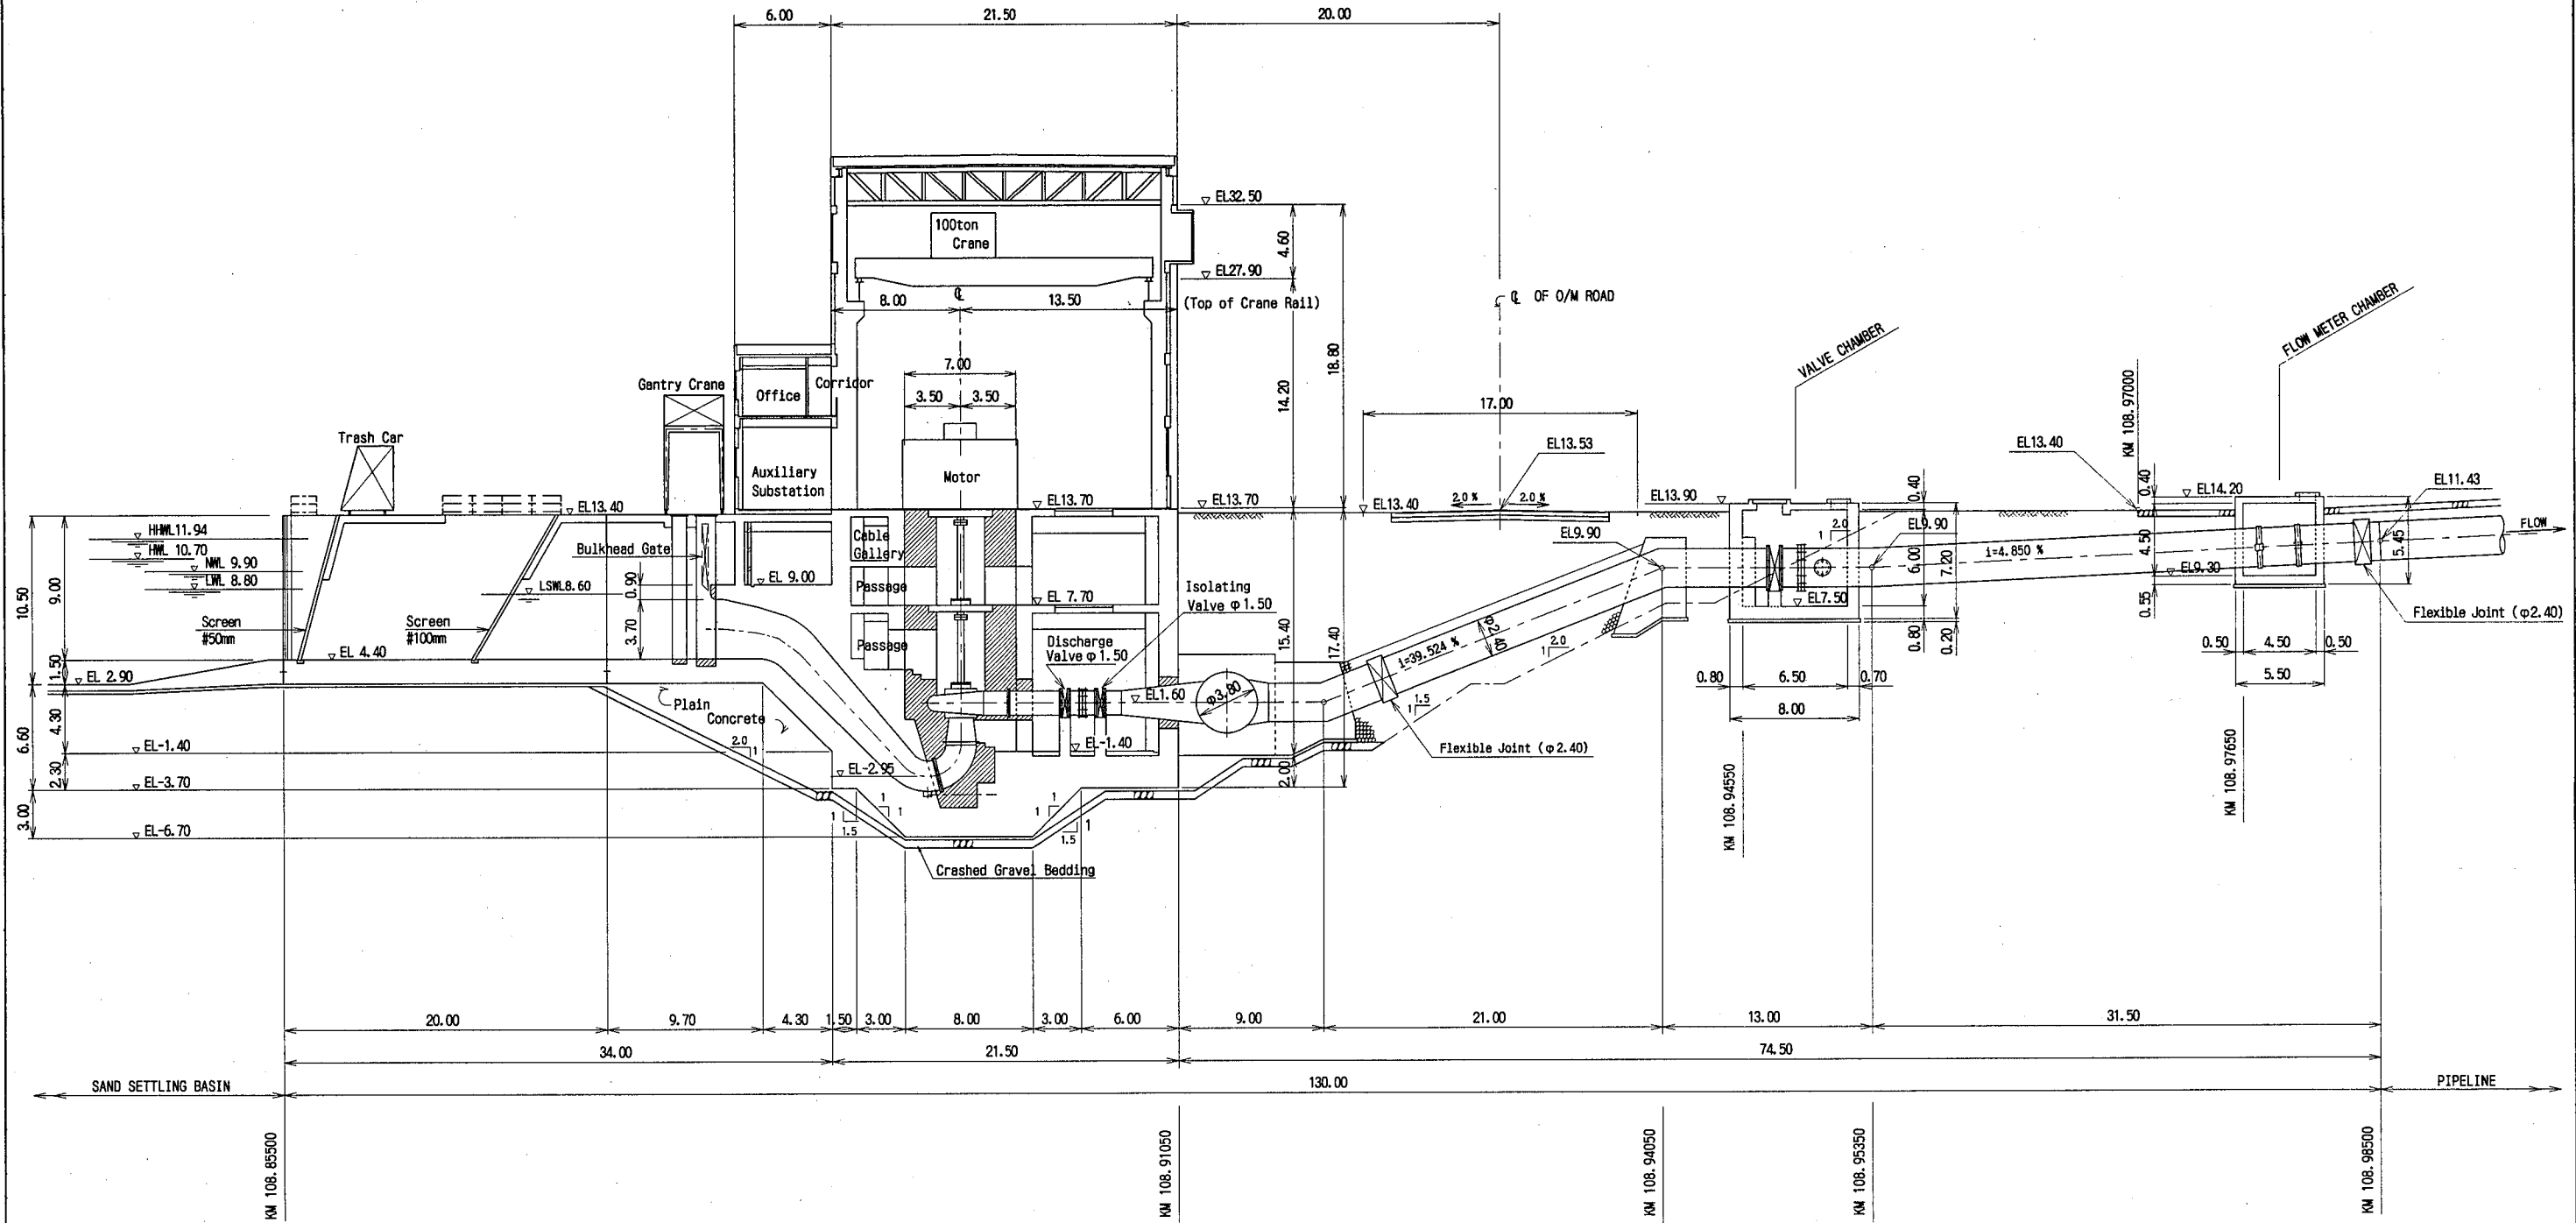 6.00
21.50
20.00
EL32.50
100ton
Crane
4.60
EL27.90
(Top of Crane Rail)
8.00
13.50
℄
℄ OF O/M ROAD
18.80
14.20
7.00
3.50
3.50
Office
Corridor
Gantry Crane
Trash Car
Auxiliary
Substation
Motor
17.00
EL13.53
2.0 %
2.0 %
VALVE CHAMBER
FLOW METER CHAMBER
KM 108.97000
EL13.40
EL11.43
EL14.20
0.40
0.40
EL13.40
EL13.70
EL13.70
EL13.40
EL13.90
HHWL11.94
HWL 10.70
NWL 9.90
LWL 8.80
LSWL8.60
Bulkhead Gate
0.90
3.70
EL 9.00
Cable
Gallery
Passage
Passage
EL 7.70
Isolating
Valve φ1.50
Discharge
Valve φ1.50
EL9.90
EL9.90
2.0
1
i=4.850 %
FLOW
4.50
5.45
EL9.30
0.55
6.00
7.20
EL7.50
0.80
0.20
Flexible Joint (φ2.40)
0.50
4.50
0.50
5.50
0.80
6.50
0.70
8.00
10.50
9.00
Screen
#50mm
Screen
#100mm
EL 4.40
1.50
EL 2.90
Plain
Concrete
EL1.60
φ3.80
15.40
17.40
φ2.40
i=39.524 %
2.0
1
1.5
1
Flexible Joint (φ2.40)
6.60
4.30
EL-1.40
2.30
EL-3.70
3.00
EL-6.70
2.0
1
EL-2.95
EL-1.40
2.00
1
1
1
1.5
1
1
1
1.5
Crashed Gravel Bedding
KM 108.94550
KM 108.97650
20.00
9.70
4.30
1.50
3.00
8.00
3.00
6.00
9.00
21.00
13.00
31.50
34.00
21.50
74.50
SAND SETTLING BASIN
130.00
PIPELINE
KM 108.85500
KM 108.91050
KM 108.94050
KM 108.95350
KM 108.98500